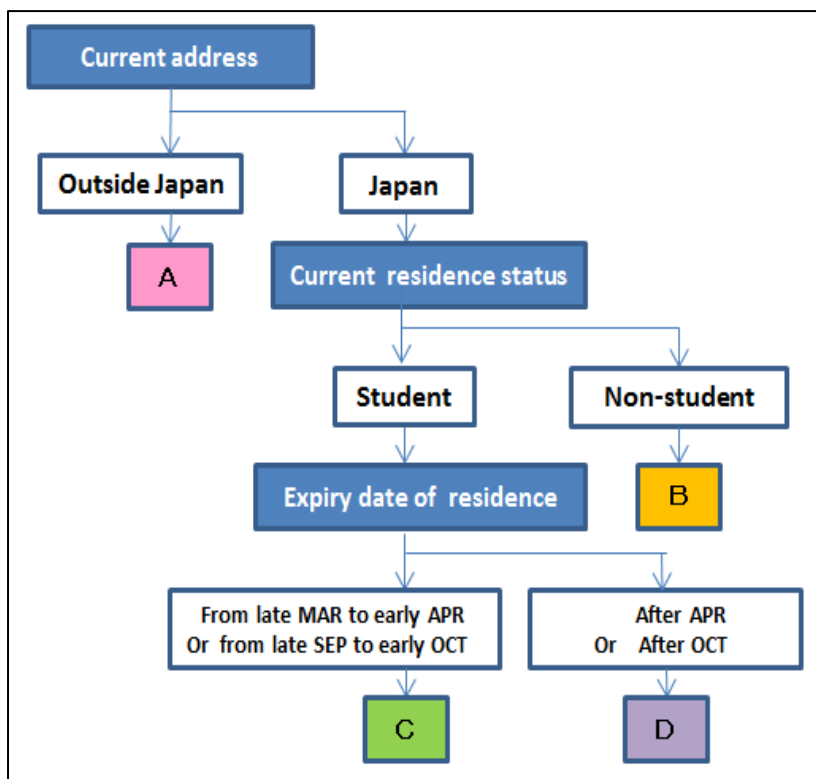 Current address
Outside Japan
Japan
A
Current residence status
Student
Non-student
Expiry date of residence
B
From late MAR to early APR
Or from late SEP to early OCT
After APR
Or After OCT
C
D